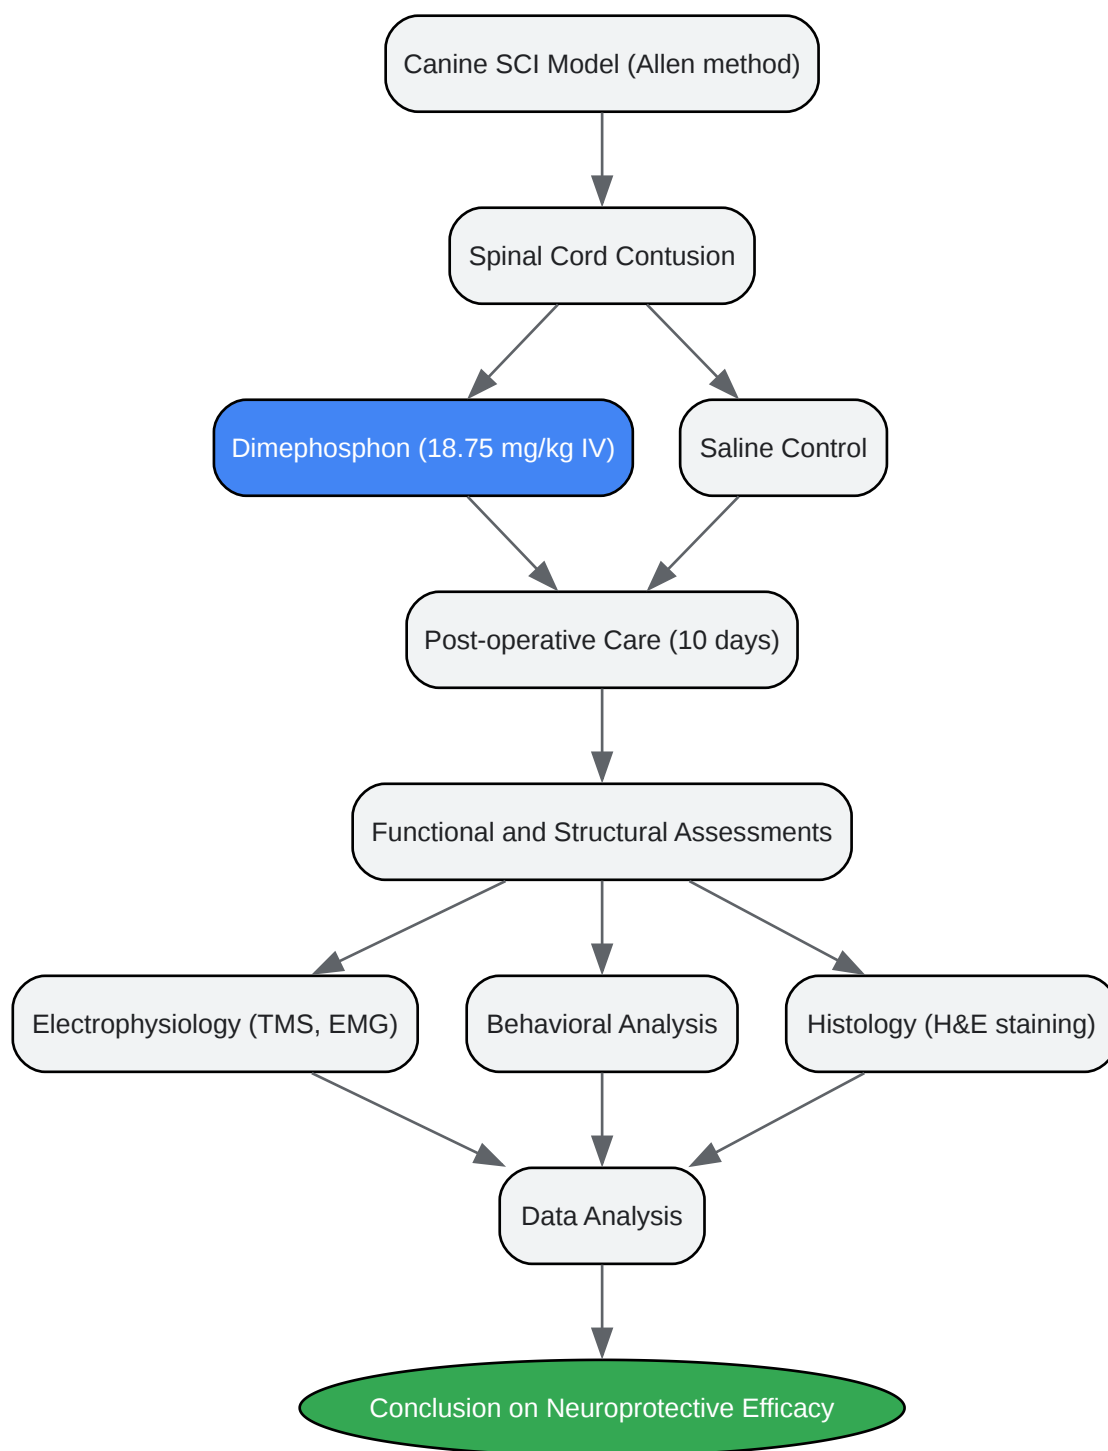 Canine SCI Model (Allen method)
Spinal Cord Contusion
Dimephosphon (18.75 mg/kg IV)
Saline Control
Post-operative Care (10 days)
Functional and Structural Assessments
Electrophysiology (TMS, EMG)
Behavioral Analysis
Histology (H&E staining)
Data Analysis
Conclusion on Neuroprotective Efficacy